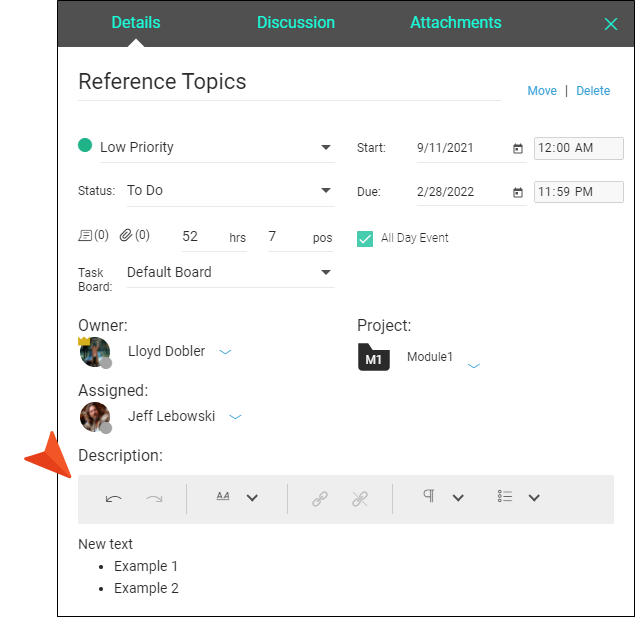 Details Discussion Attachments
Reference Topics
Move | Delete
Low Priority Start: 9/11/2021 12:00 AM
Status: To Do Due: 2/28/2022 11:59 PM
(0) (0) 52 hrs 7 pos All Day Event
Task Board: Default Board
Owner: Project:
Lloyd Dobler M1 Module1
Assigned:
Jeff Lebowski
Description:
AA
New text
• Example 1
• Example 2